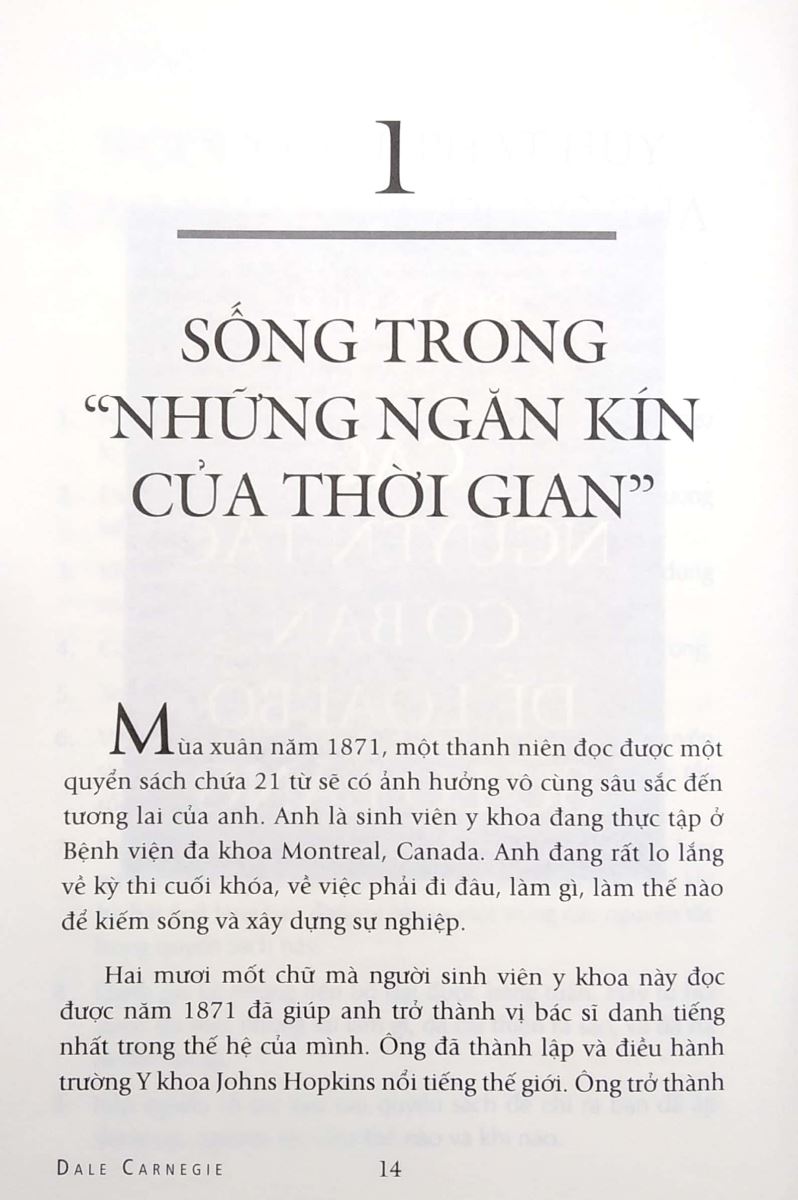 1
SỐNG TRONG
“NHỮNG NGĂN KÍN
CỦA THỜI GIAN”
Mùa xuân năm 1871, một thanh niên đọc được một
quyển sách chứa 21 từ sẽ có ảnh hưởng vô cùng sâu sắc đến
tương lai của anh. Anh là sinh viên y khoa đang thực tập ở
Bệnh viện đa khoa Montreal, Canada. Anh đang rất lo lắng
về kỳ thi cuối khóa, về việc phải đi đâu, làm gì, làm thế nào
để kiếm sống và xây dựng sự nghiệp.
Hai mươi mốt chữ mà người sinh viên y khoa này đọc
được năm 1871 đã giúp anh trở thành vị bác sĩ danh tiếng
nhất trong thế hệ của mình. Ông đã thành lập và điều hành
trường Y khoa Johns Hopkins nổi tiếng thế giới. Ông trở thành
DALE CARNEGIE 14